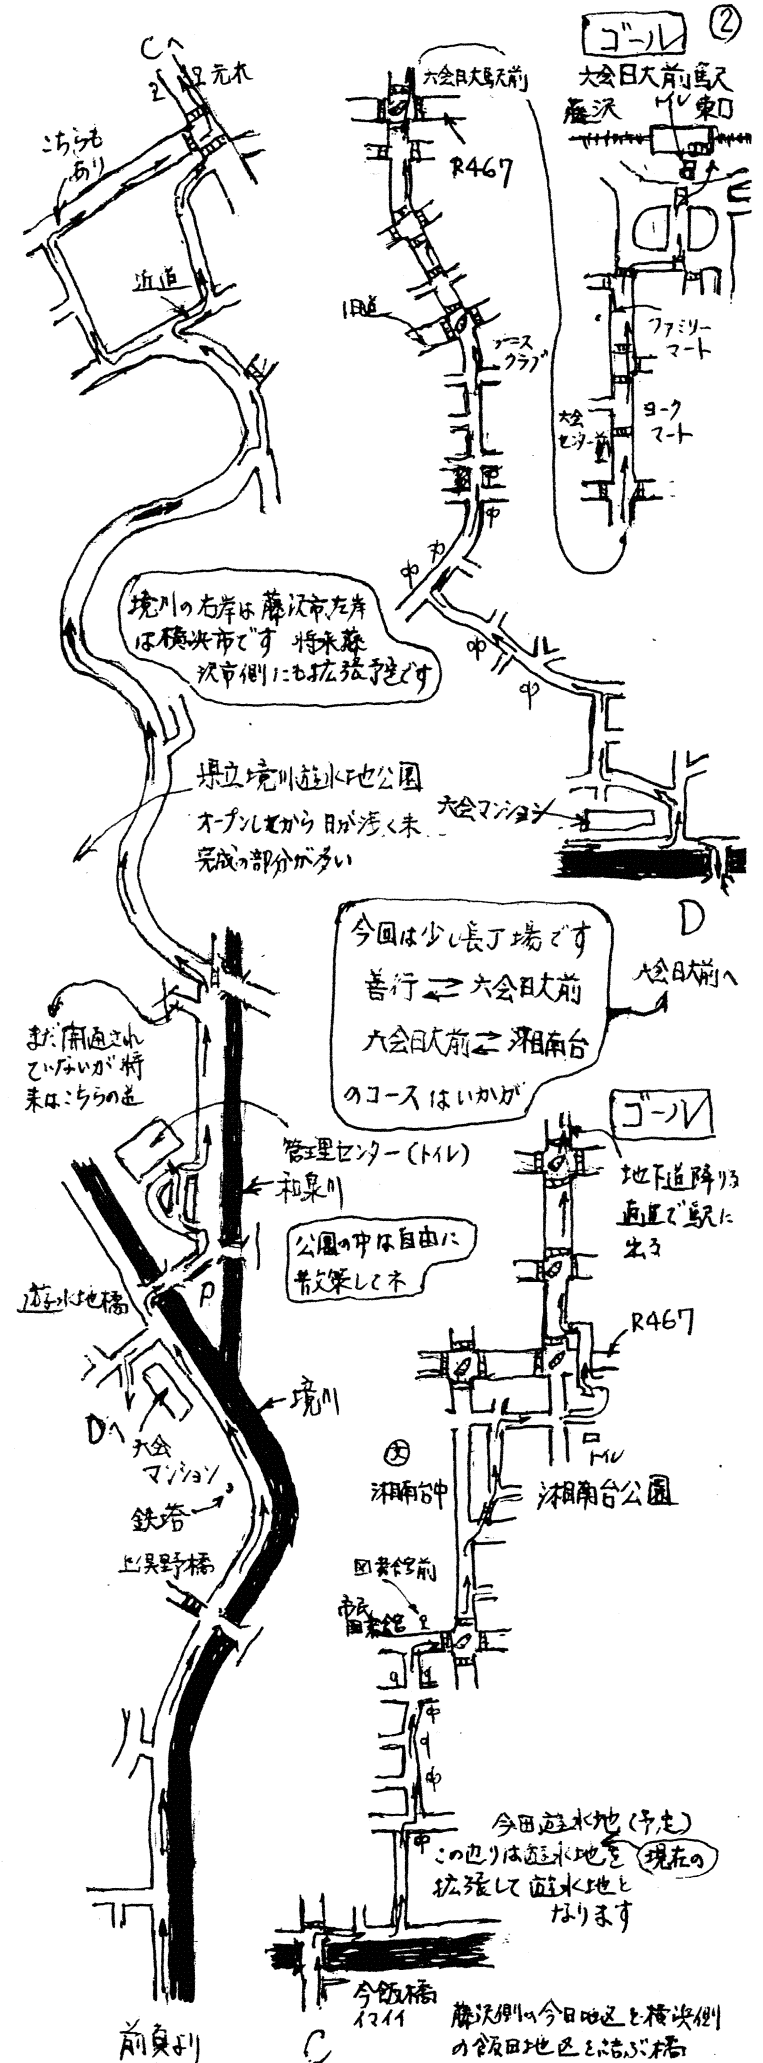 ②
ゴール
六会日大前駅
東口
トイレ
藤沢
ファミリー
マート
ヨーク
マート
六会
センター前
六会日大駅前
R467
旧道
テニス
クラブ
中
カ
中
中
中
六会マンション
D
六会日大前へ
Cへ
こちらも
あり
近道
境川の右岸は藤沢市左岸
は横浜市です 将来藤
沢市側にも拡張予定です
県立境川遊水地公園
オープンしてから日が浅く未
完成の部分が多い
今回は少し長丁場です
善行⇄六会日大前
六会日大前⇄湘南台
のコースはいかが
まだ開通され
ていないが将
来はこちらの道
管理センター(トイレ)
和泉川
公園の中は自由に
散策してネ
遊水地橋
P
境川
Dへ
六会
マンション
鉄塔
上俣野橋
前頁より
ゴール
地下道降りる
直進で駅に
出る
R467
トイレ
湘南台公園
文
湘南台中
図書館前
市民
図書館
中
中
中
今田遊水地(予定)
この辺りは遊水地を
現在の
拡張して遊水地と
なります
今飯橋
イマイイ
C
藤沢側の今田地区と横浜側
の飯田地区を結ぶ橋